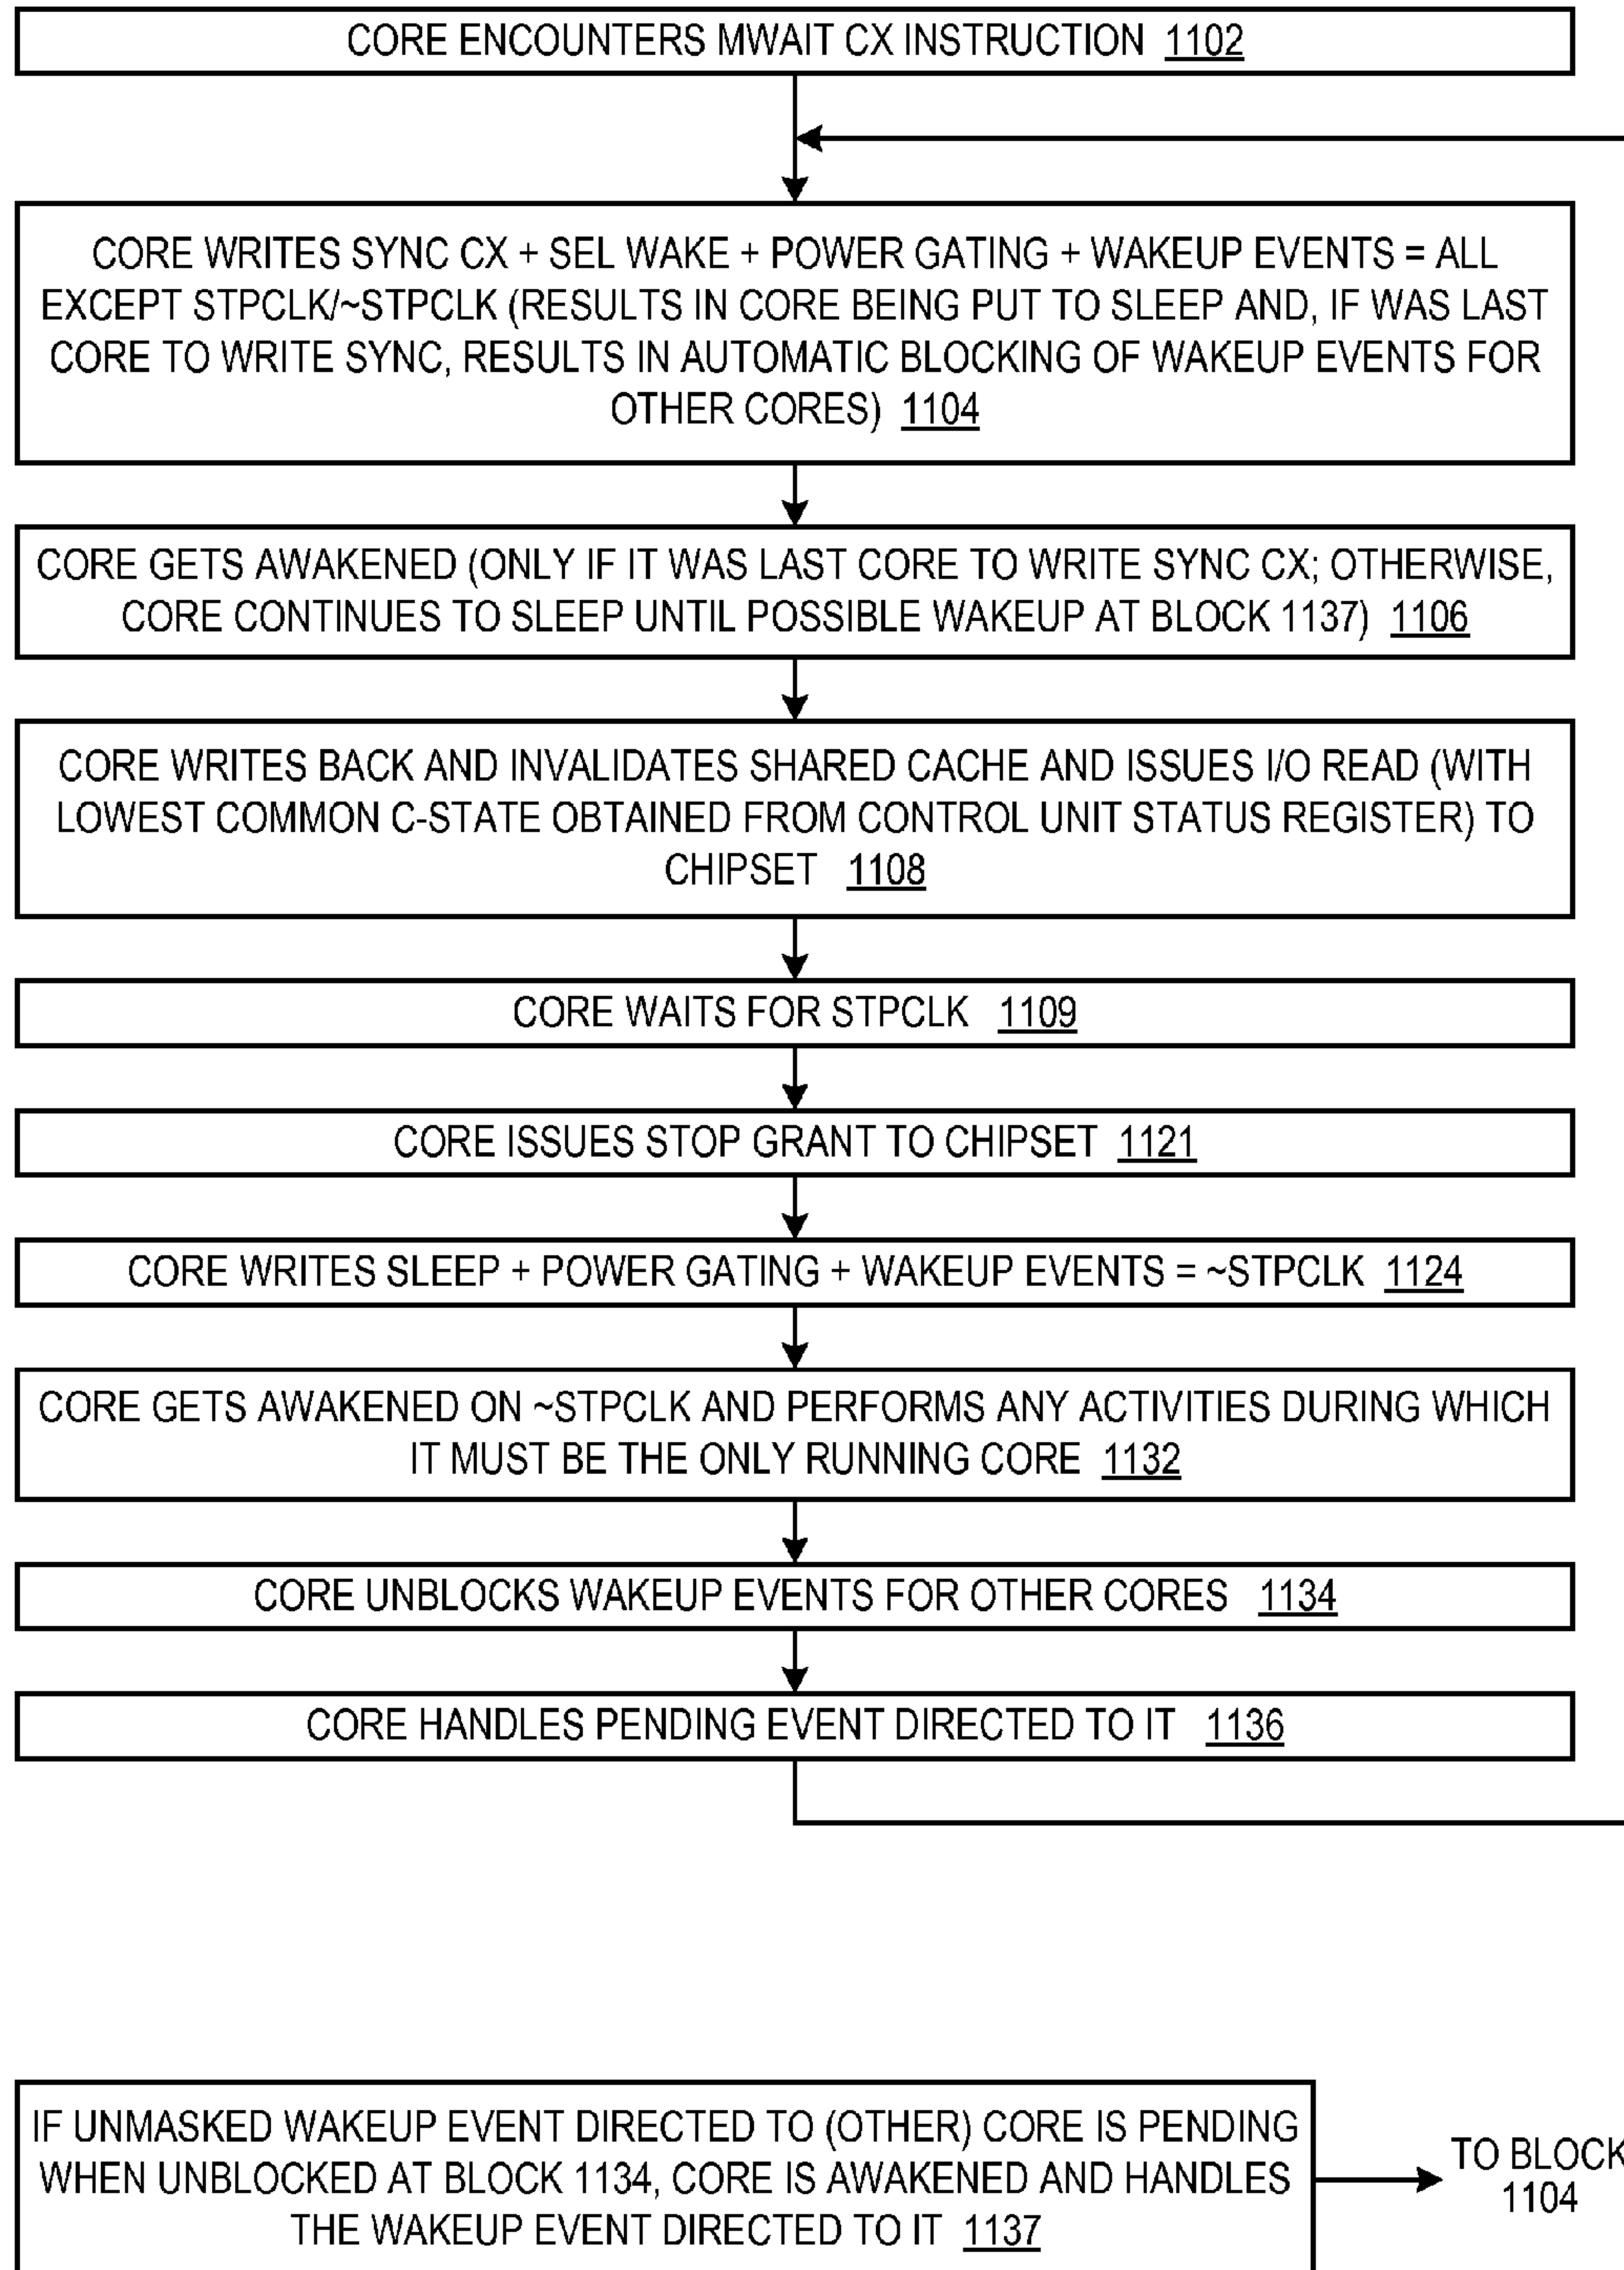 CORE ENCOUNTERS MWAIT CX INSTRUCTION 1102
CORE WRITES SYNC CX + SEL WAKE + POWER GATING + WAKEUP EVENTS = ALL
EXCEPT STPCLK/~STPCLK (RESULTS IN CORE BEING PUT TO SLEEP AND, IF WAS LAST
CORE TO WRITE SYNC, RESULTS IN AUTOMATIC BLOCKING OF WAKEUP EVENTS FOR
OTHER CORES) 1104
CORE GETS AWAKENED (ONLY IF IT WAS LAST CORE TO WRITE SYNC CX; OTHERWISE,
CORE CONTINUES TO SLEEP UNTIL POSSIBLE WAKEUP AT BLOCK 1137) 1106
CORE WRITES BACK AND INVALIDATES SHARED CACHE AND ISSUES I/O READ (WITH
LOWEST COMMON C-STATE OBTAINED FROM CONTROL UNIT STATUS REGISTER) TO
CHIPSET 1108
CORE WAITS FOR STPCLK 1109
CORE ISSUES STOP GRANT TO CHIPSET 1121
CORE WRITES SLEEP + POWER GATING + WAKEUP EVENTS = ~STPCLK 1124
CORE GETS AWAKENED ON ~STPCLK AND PERFORMS ANY ACTIVITIES DURING WHICH
IT MUST BE THE ONLY RUNNING CORE 1132
CORE UNBLOCKS WAKEUP EVENTS FOR OTHER CORES 1134
CORE HANDLES PENDING EVENT DIRECTED TO IT 1136
IF UNMASKED WAKEUP EVENT DIRECTED TO (OTHER) CORE IS PENDING
WHEN UNBLOCKED AT BLOCK 1134, CORE IS AWAKENED AND HANDLES
THE WAKEUP EVENT DIRECTED TO IT 1137
TO BLOCK
1104